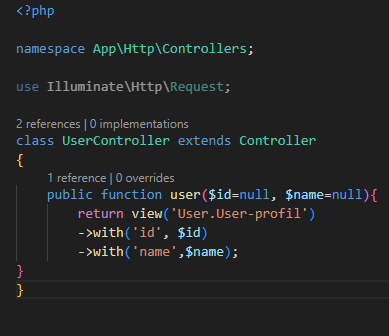 <?php
namespace App\Http\Controllers;
use Illuminate\Http\Request;
2 references | 0 implementations
class UserController extends Controller
{
1 reference | 0 overrides
public function user($id=null, $name=null){
return view('User.User-profil')
->with('id', $id)
->with('name',$name);
}
}